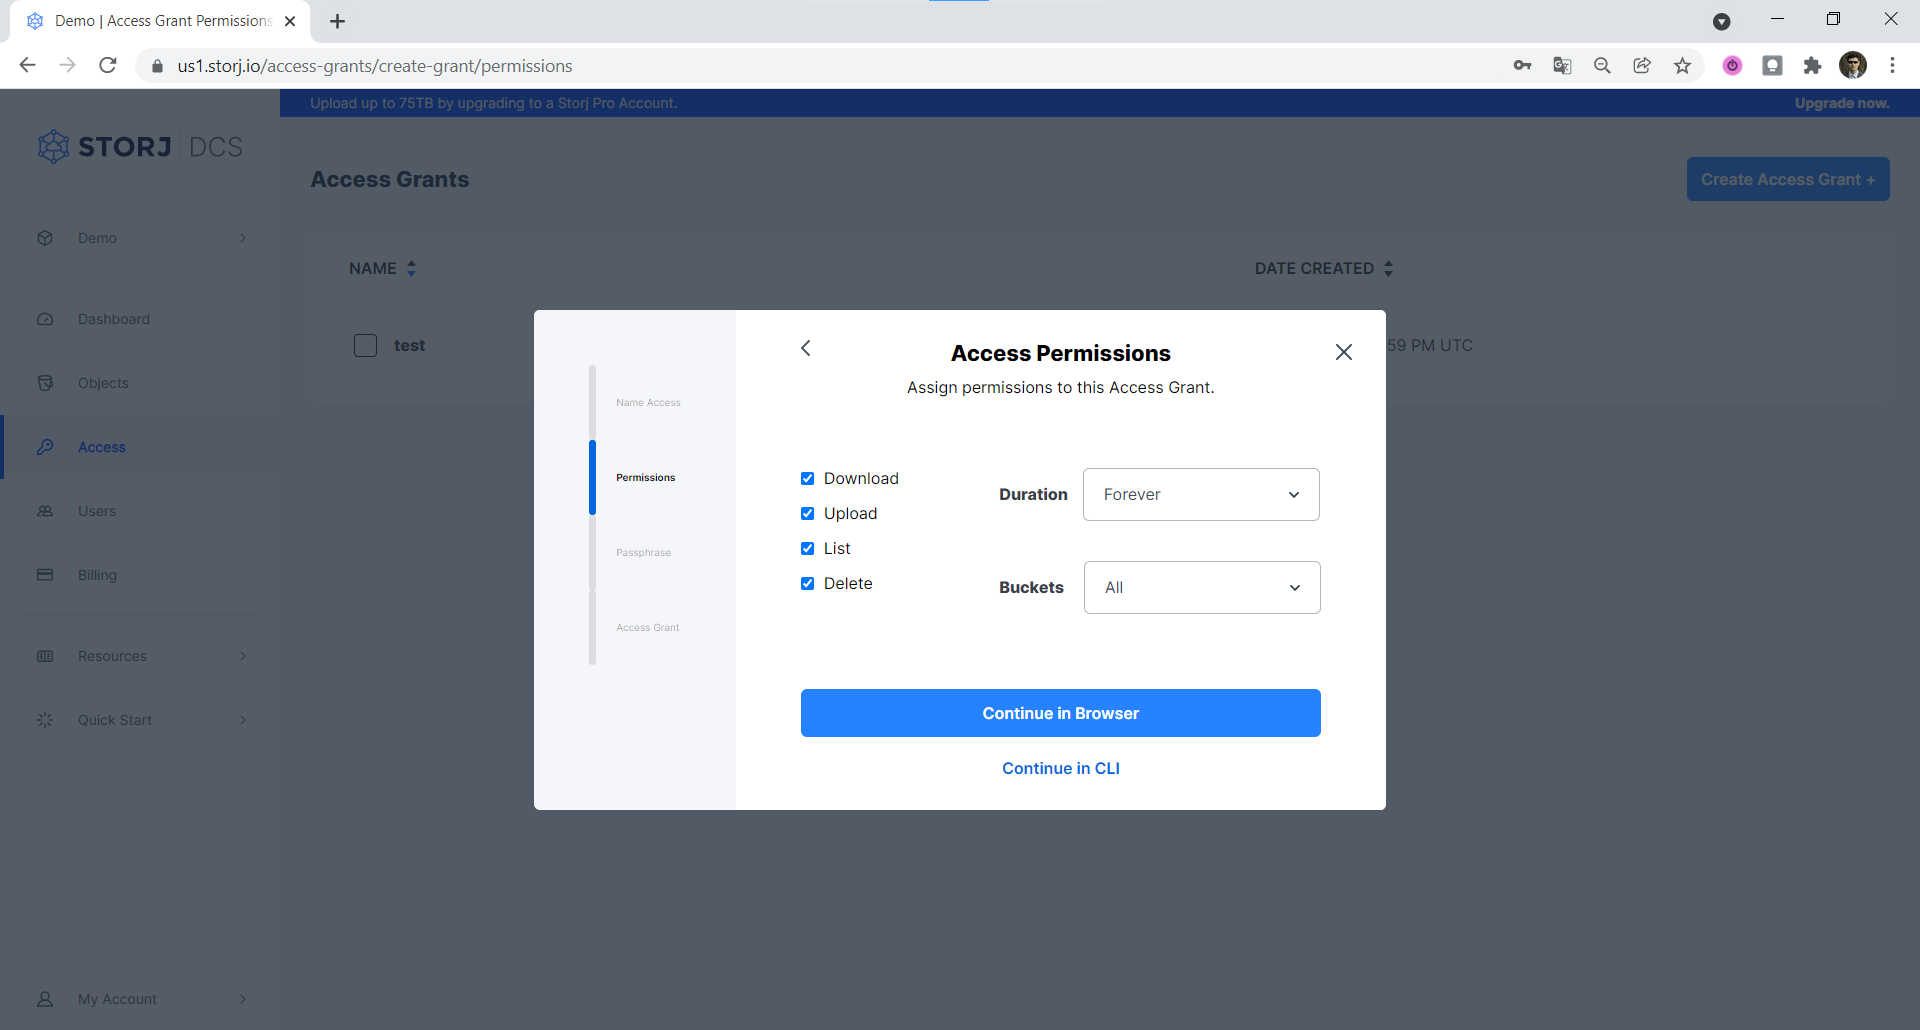 Demo | Access Grant Permissions
us1.storj.io/access-grants/create-grant/permissions
Upload up to 75TB by upgrading to a Storj Pro Account.
Upgrade now.
STORJ DCS
Access Grants
Create Access Grant +
Demo
NAME
DATE CREATED
Dashboard
test
59 PM UTC
Objects
Access
Users
Billing
Resources
Quick Start
My Account
Name Access
Permissions
Passphrase
Access Grant
Access Permissions
Assign permissions to this Access Grant.
Download
Upload
List
Delete
Duration
Forever
Buckets
All
Continue in Browser
Continue in CLI